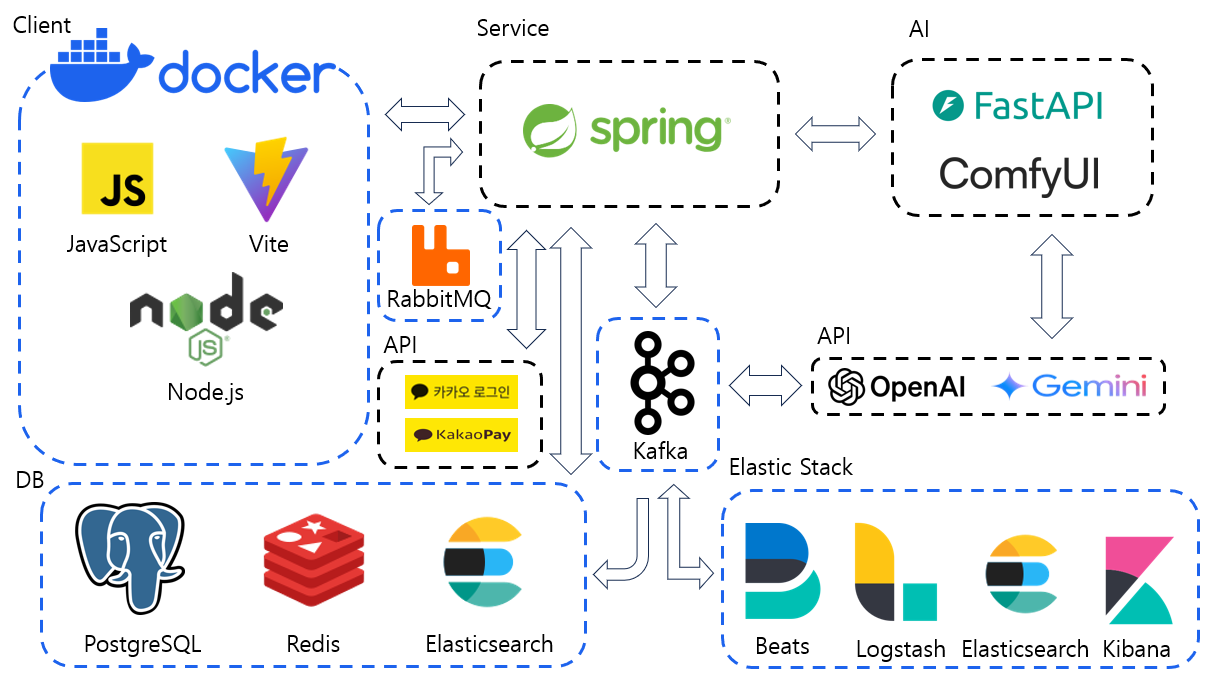 Client
docker
JS
JavaScript
Vite
node
JS
Node.js
Service
spring
AI
FastAPI
ComfyUI
RabbitMQ
API
카카오 로그인
KakaoPay
Kafka
API
OpenAI
Gemini
DB
PostgreSQL
Redis
Elasticsearch
Elastic Stack
Beats
Logstash
Elasticsearch
Kibana